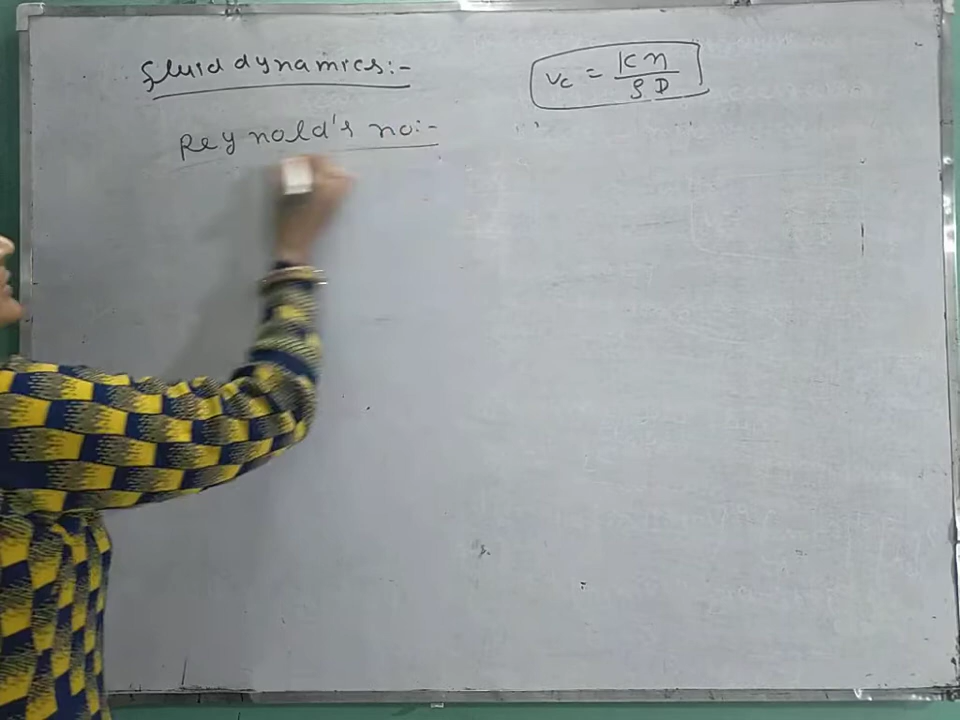 fluid dynamics:-
Reynold's no:-
vc = Kη / ρD